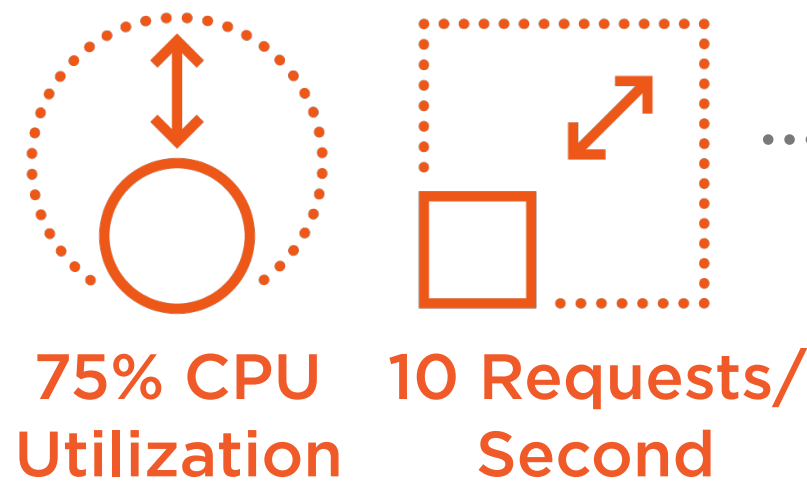 75% CPU
Utilization
10 Requests/
Second